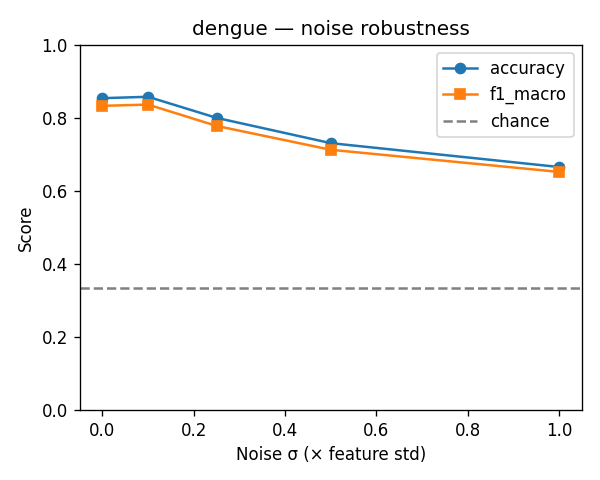 dengue — noise robustness
accuracy
f1_macro
chance
Score
1.0
0.8
0.6
0.4
0.2
0.0
0.0 0.2 0.4 0.6 0.8 1.0
Noise σ (× feature std)